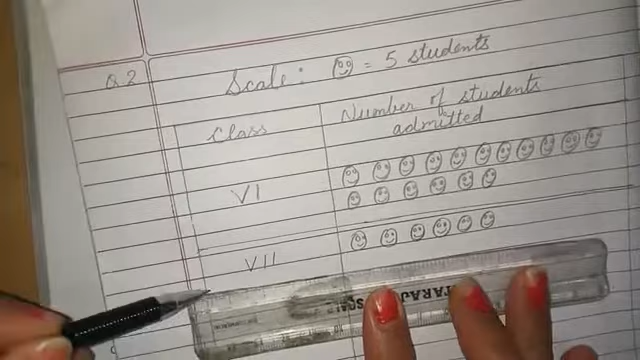 Q.2
Scale: = 5 students
Class
Number of students
admitted
VI
VII